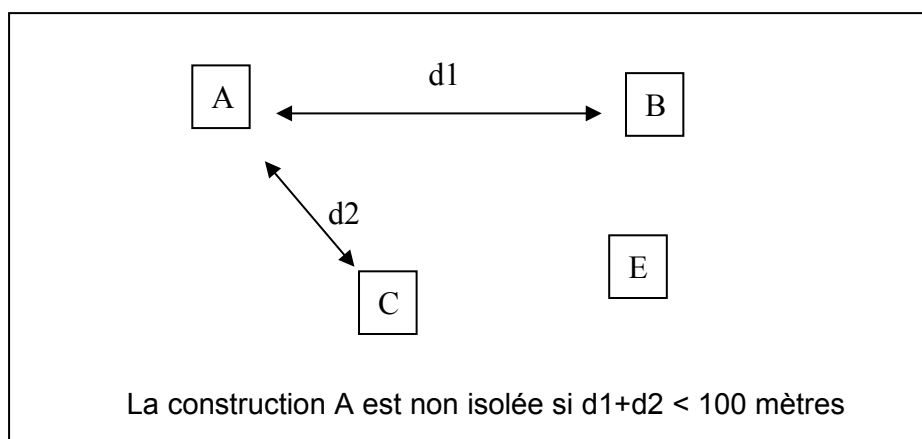 d1
A
B
d2
E
C
La construction A est non isolée si d1+d2 < 100 mètres